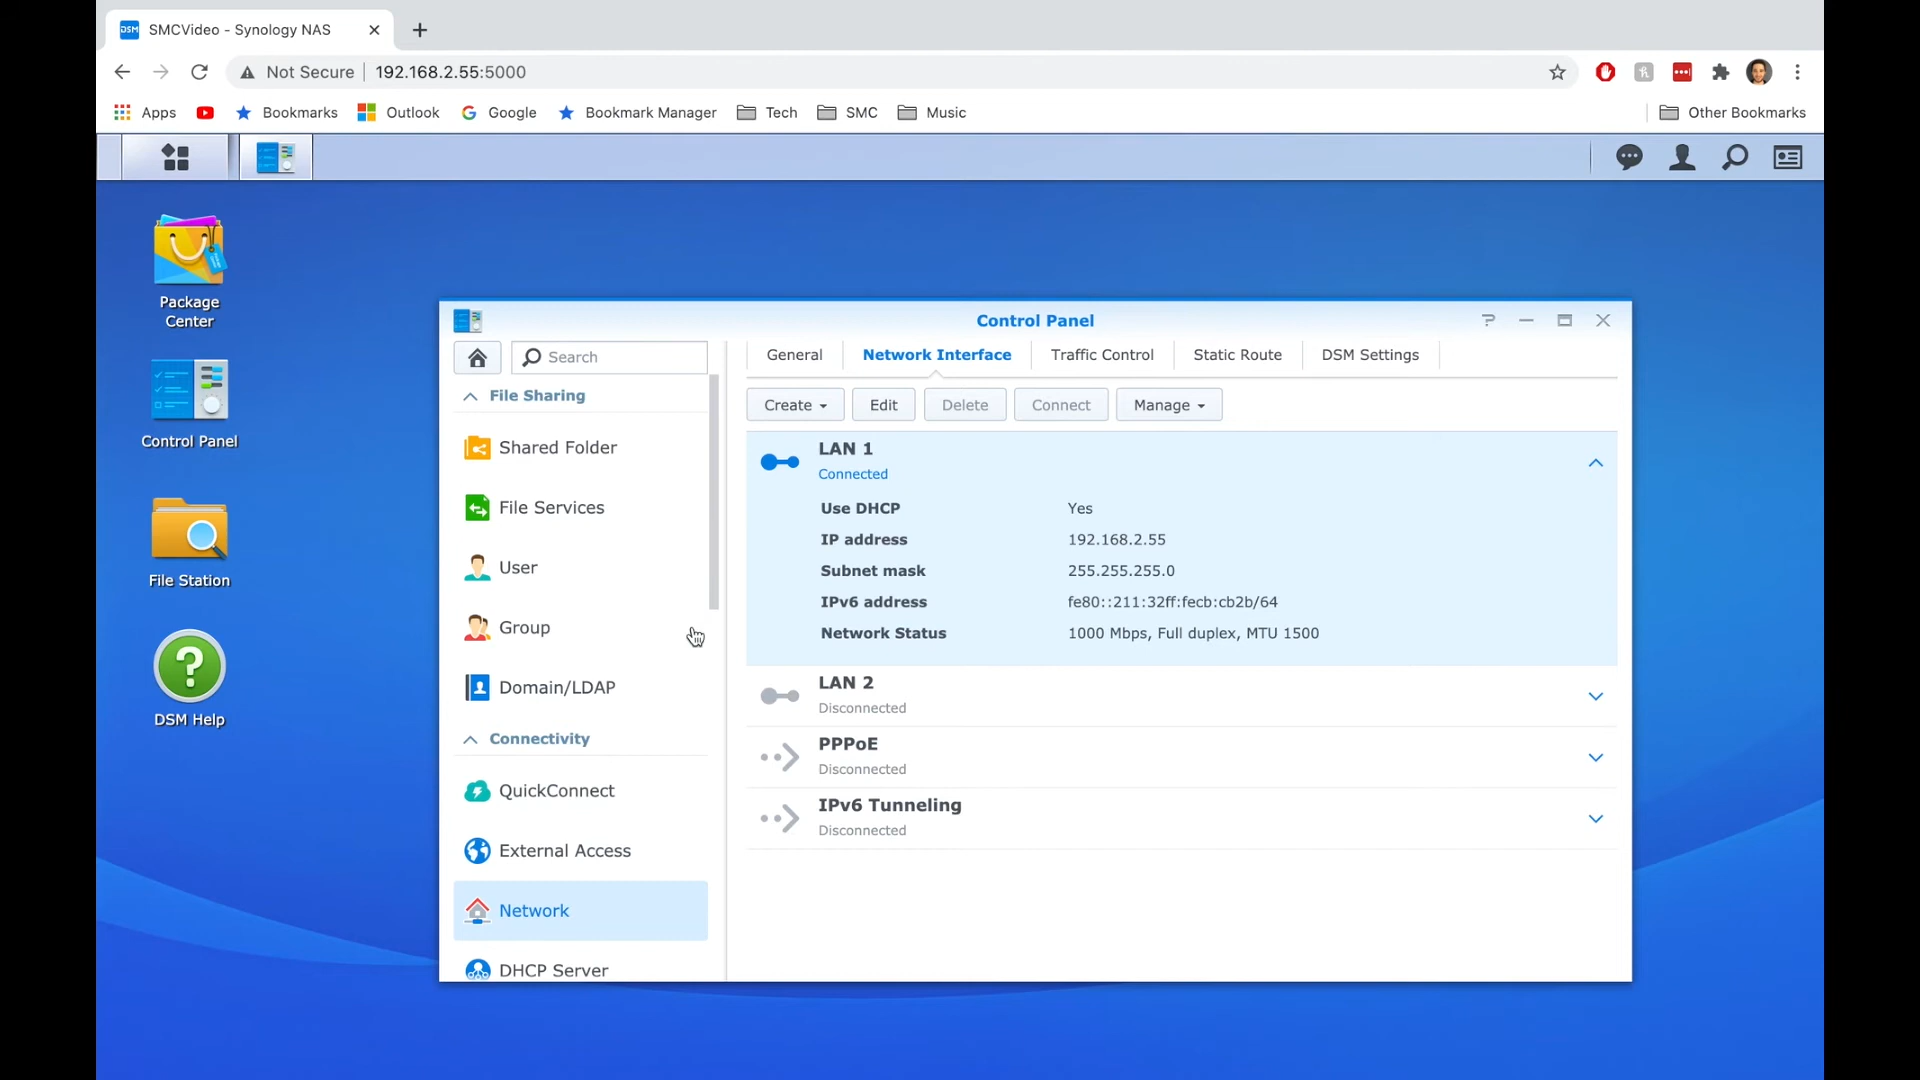 DSM SMCVideo - Synology NAS
Not Secure 192.168.2.55:5000
Apps Bookmarks Outlook Google Bookmark Manager Tech SMC Music Other Bookmarks
Package
Center
Control Panel
File Station
DSM Help
Control Panel
Search
General Network Interface Traffic Control Static Route DSM Settings
Create Edit Delete Connect Manage
File Sharing
Shared Folder
File Services
User
Group
Domain/LDAP
Connectivity
QuickConnect
External Access
Network
DHCP Server
LAN 1
Connected
Use DHCP Yes
IP address 192.168.2.55
Subnet mask 255.255.255.0
IPv6 address fe80::211:32ff:fecb:cb2b/64
Network Status 1000 Mbps, Full duplex, MTU 1500
LAN 2
Disconnected
PPPoE
Disconnected
IPv6 Tunneling
Disconnected